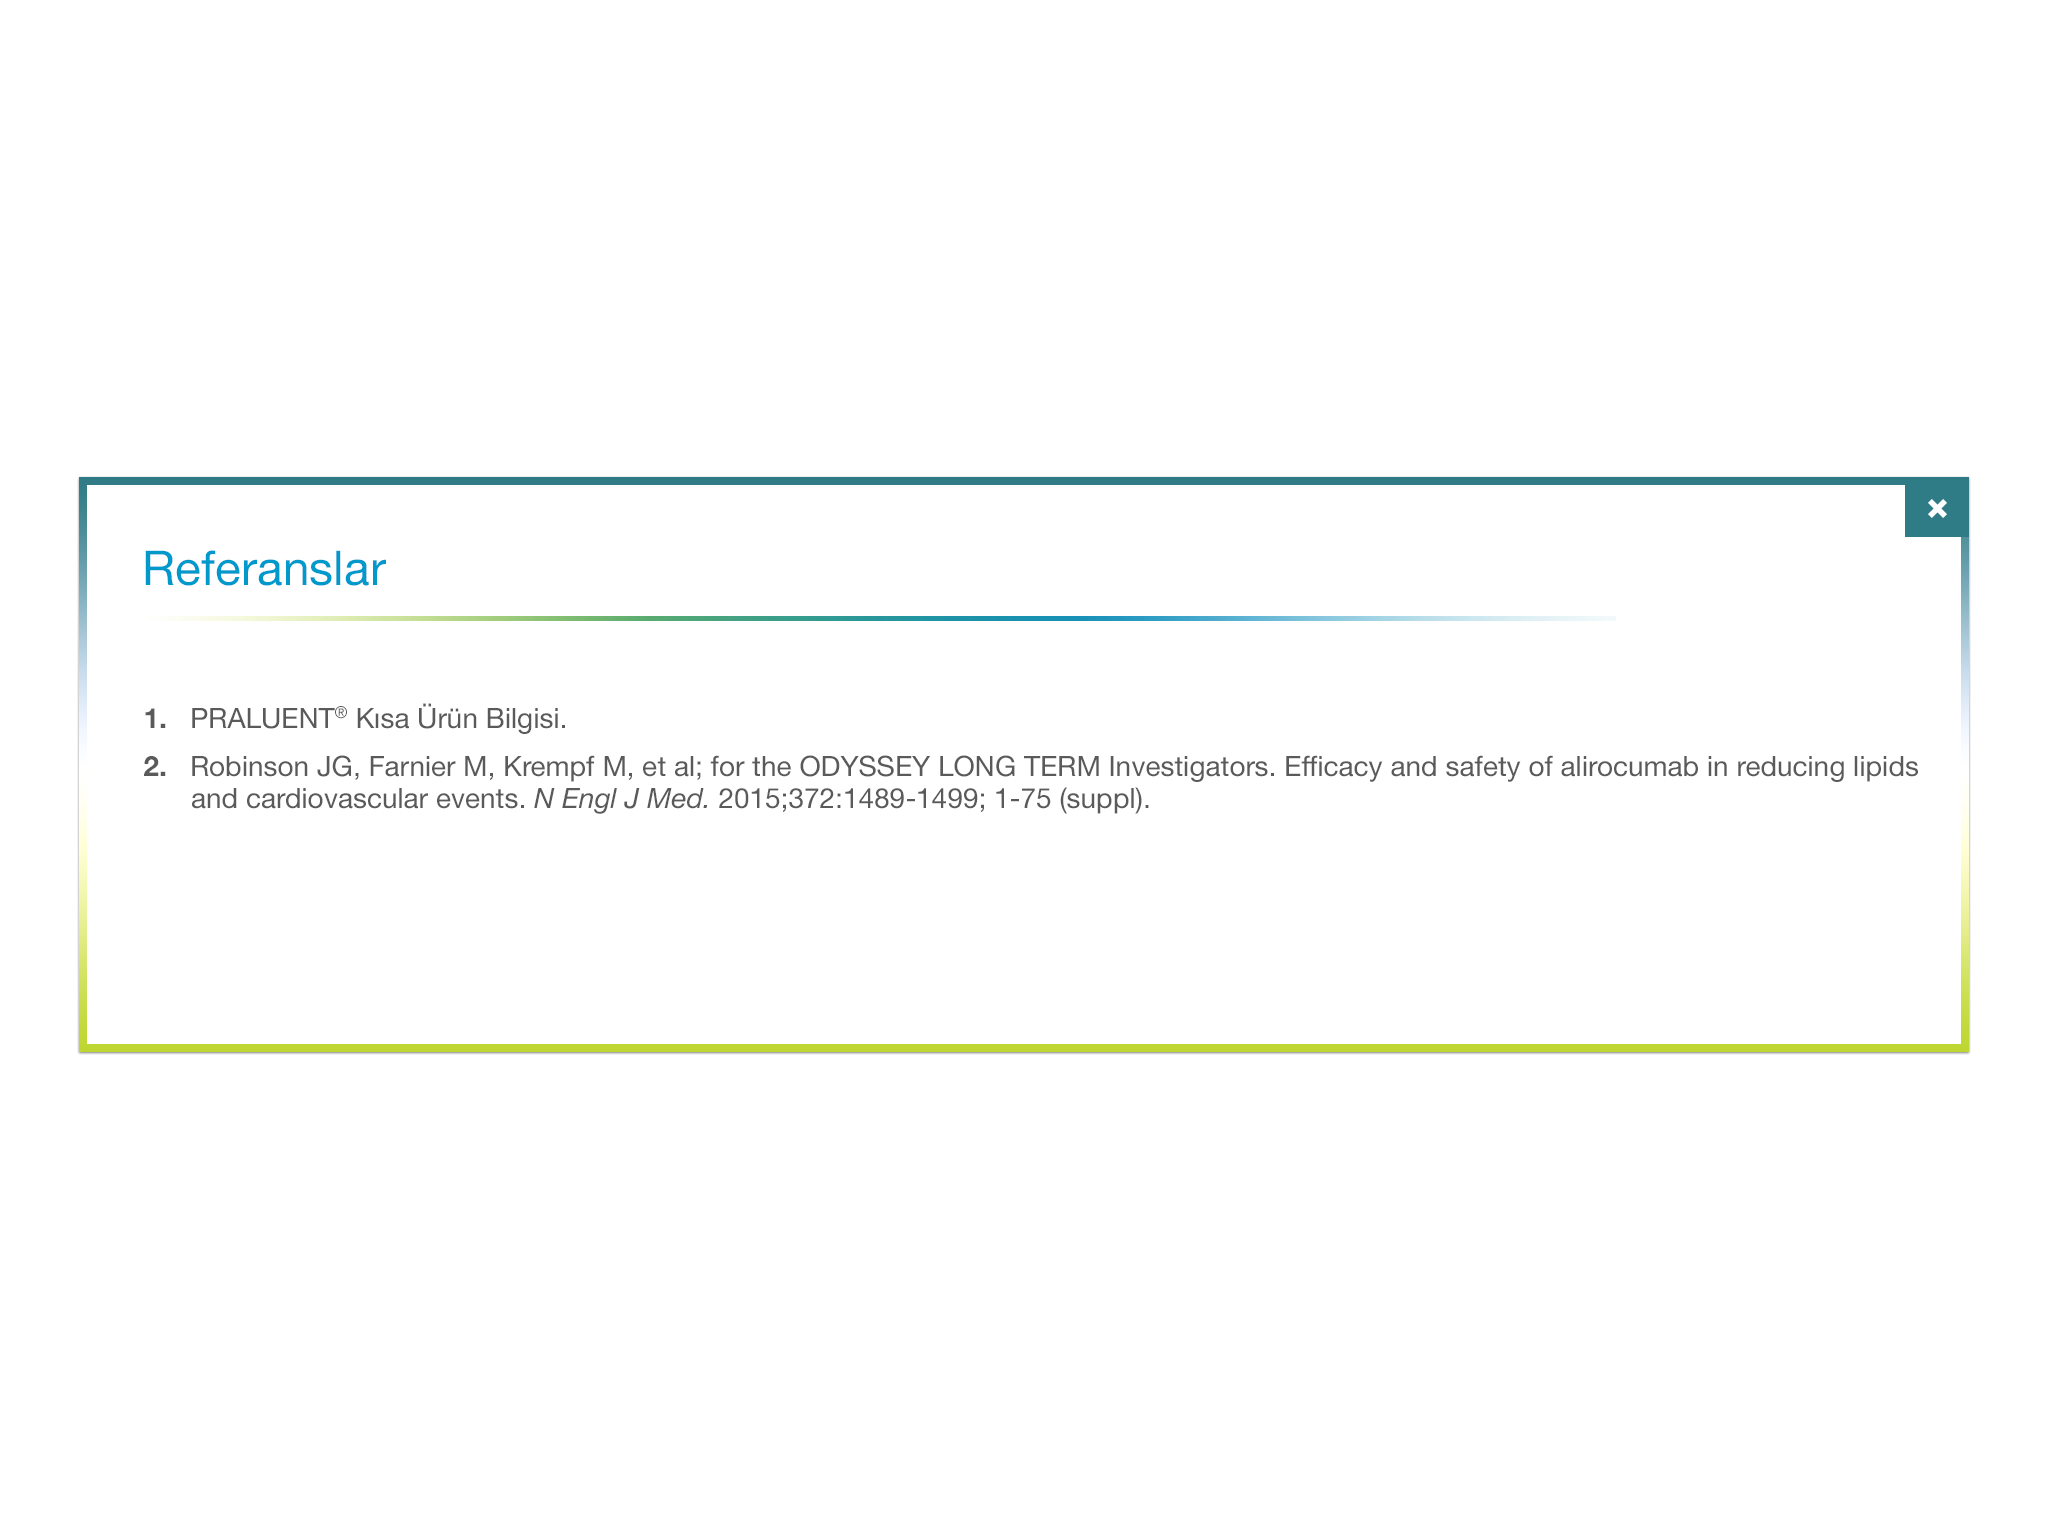 Referanslar
1. PRALUENT® Kısa Ürün Bilgisi.
2. Robinson JG, Farnier M, Krempf M, et al; for the ODYSSEY LONG TERM Investigators. Efficacy and safety of alirocumab in reducing lipids
and cardiovascular events. N Engl J Med. 2015;372:1489-1499; 1-75 (suppl).